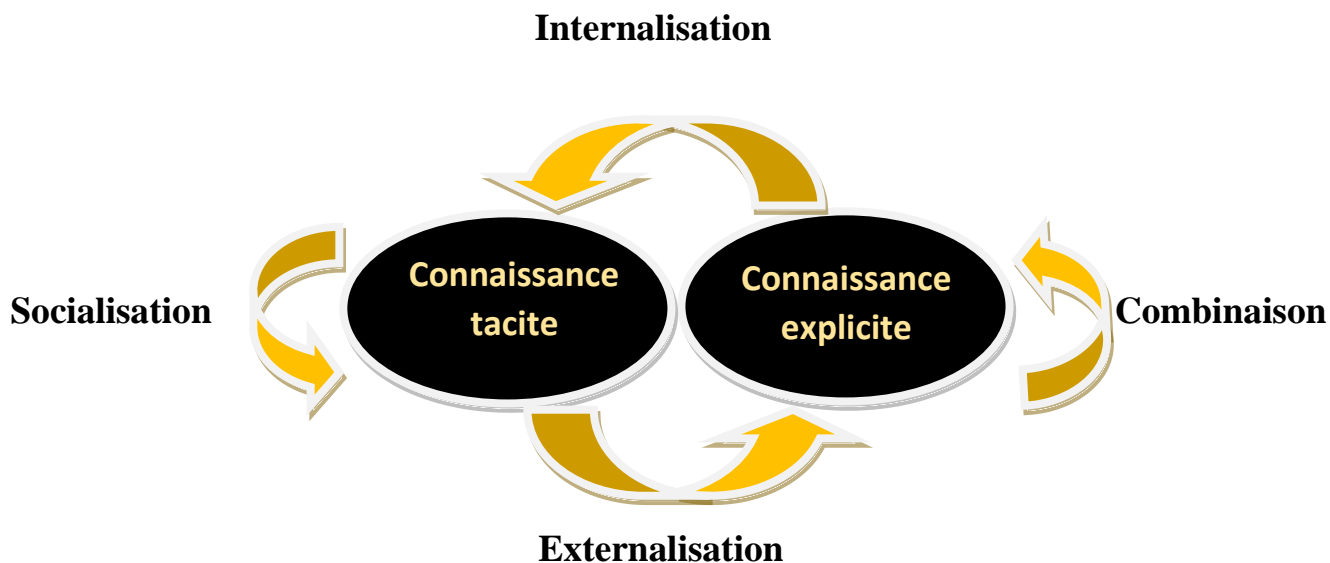 Internalisation
Connaissance
tacite
Connaissance
explicite
Socialisation
Combinaison
Externalisation